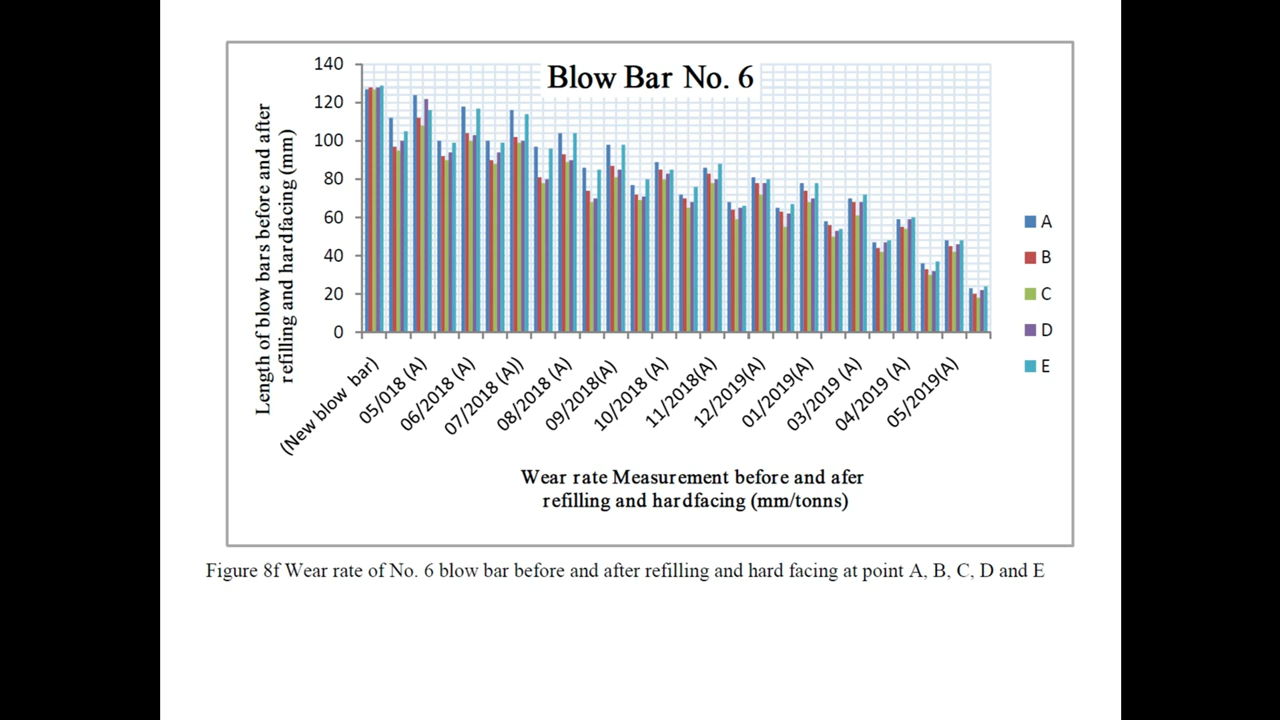 Blow Bar No. 6
140
120
100
80
60
40
20
0
Length of blow bars before and after
refilling and hardfacing (mm)
(New blow bar)
05/018 (A)
06/2018 (A)
07/2018 (A))
08/2018 (A)
09/2018(A)
10/2018 (A)
11/2018(A)
12/2019(A)
01/2019(A)
03/2019 (A)
04/2019 (A)
05/2019(A)
A
B
C
D
E
Wear rate Measurement before and afer
refilling and hardfacing (mm/tonns)
Figure 8f Wear rate of No. 6 blow bar before and after refilling and hard facing at point A, B, C, D and E